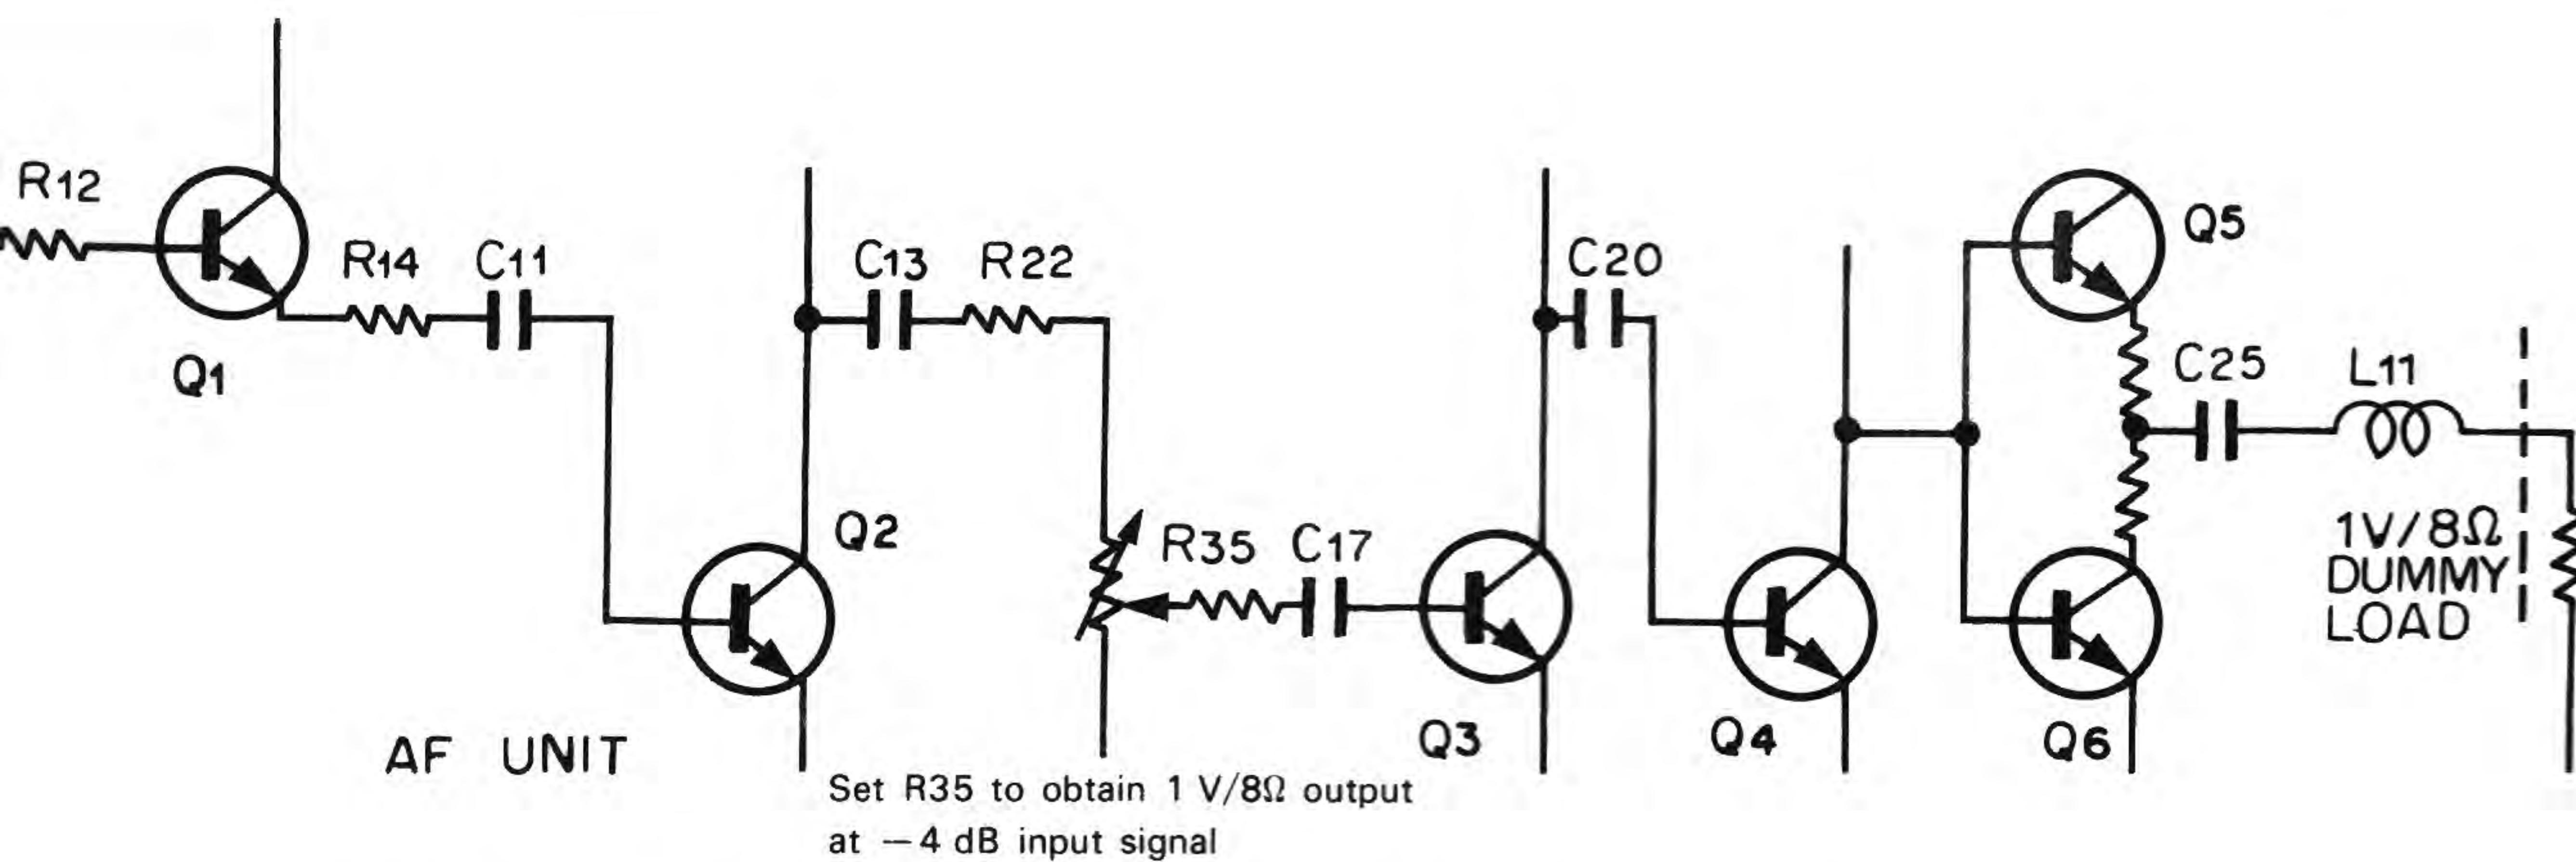 R12
Q1
R14
C11
Q2
C13
R22
R35
C17
Q3
C20
Q4
Q5
Q6
C25
L11
1V/8Ω
DUMMY
LOAD
AF UNIT
Set R35 to obtain 1 V/8Ω output
at −4 dB input signal